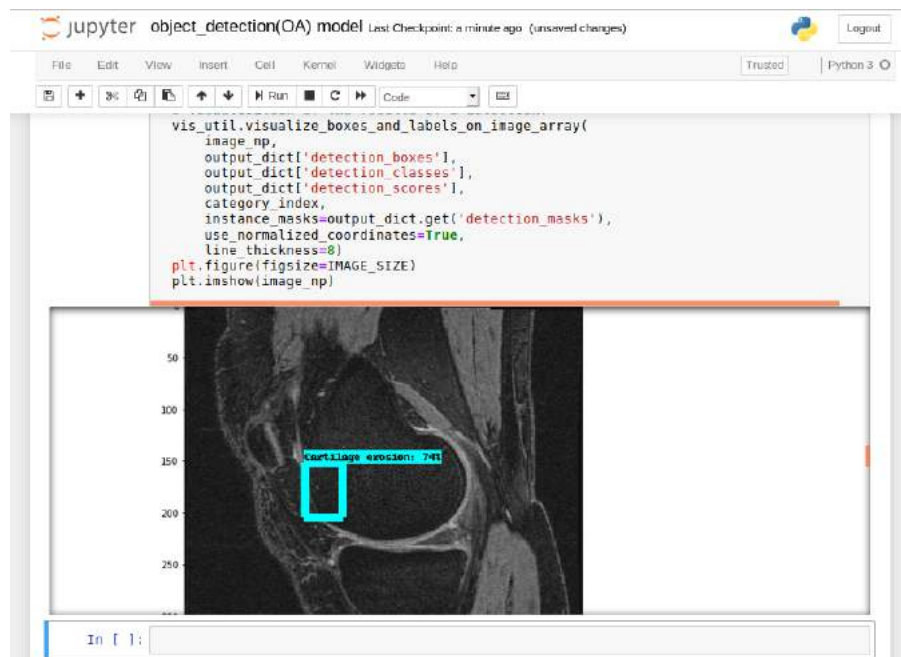 jupyter object_detection(OA) model Last Checkpoint: a minute ago (unsaved changes)
Logout
File Edit View Insert Cell Kernel Widgets Help
Trusted Python 3
Run Code
vis_util.visualize_boxes_and_labels_on_image_array(
image_np,
output_dict['detection_boxes'],
output_dict['detection_classes'],
output_dict['detection_scores'],
category_index,
instance_masks=output_dict.get('detection_masks'),
use_normalized_coordinates=True,
line_thickness=8)
plt.figure(figsize=IMAGE_SIZE)
plt.imshow(image_np)
50
100
Cartilage erosion: 74%
150
200
250
In [ ]: